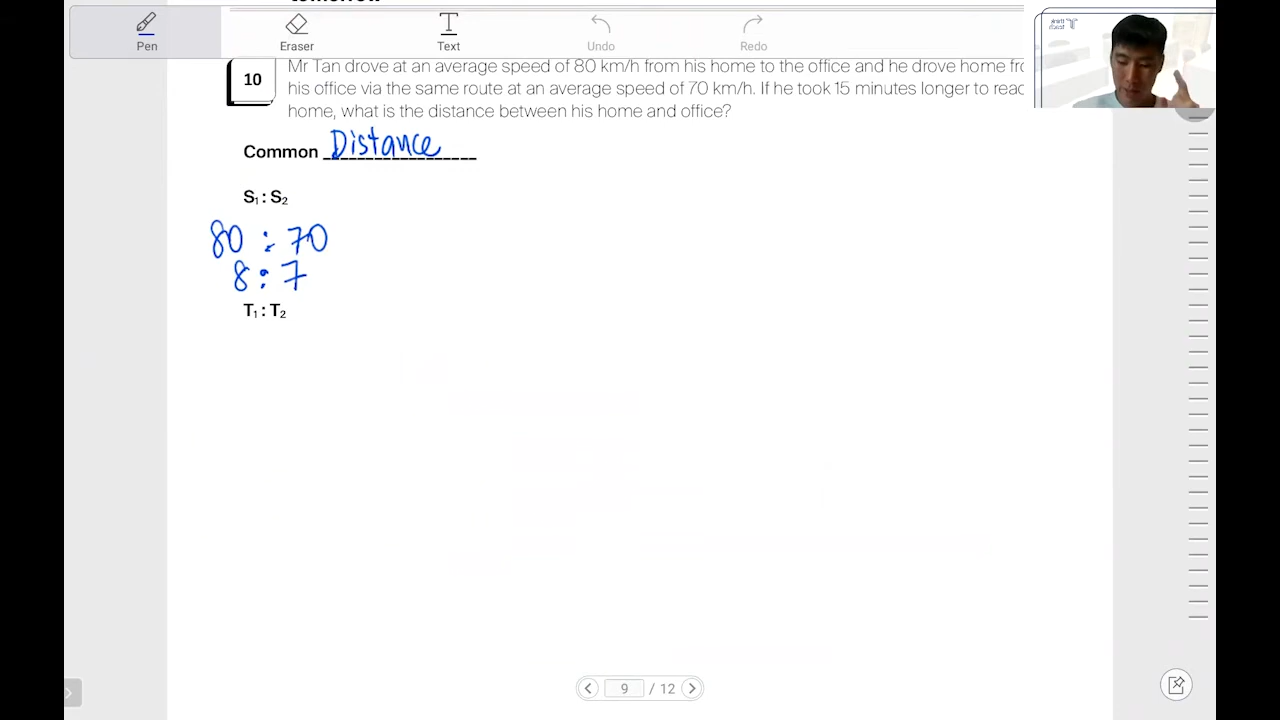 tomorrow
Pen
Eraser
Text
Undo
Redo
10
Mr Tan drove at an average speed of 80 km/h from his home to the office and he drove home
his office via the same route at an average speed of 70 km/h. If he took 15 minutes longer to
home, what is the distance between his home and office?
Common Distance
S₁ : S₂
80 : 70
8 : 7
T₁ : T₂
9 / 12